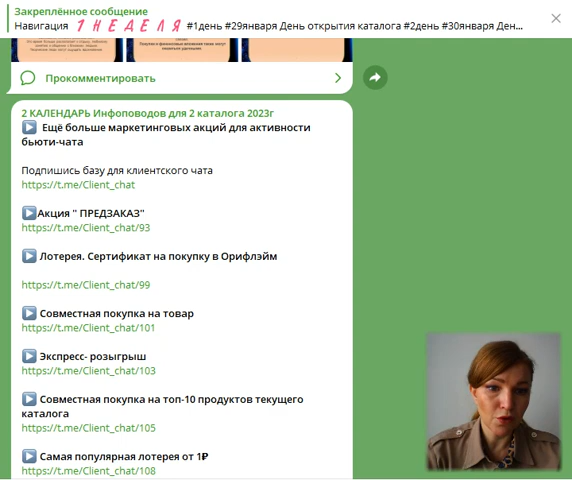 Закреплённое сообщение
Навигация 1 НЕДЕЛЯ #1день #29января День открытия каталога #2день #30января Ден...
Прокомментировать
2 КАЛЕНДАРЬ Инфоповодов для 2 каталога 2023г
▶️ Ещё больше маркетинговых акций для активности
бьюти-чата
Подпишись базу для клиентского чата
https://t.me/Client_chat
▶️Акция " ПРЕДЗАКАЗ"
https://t.me/Client_chat/93
▶️ Лотерея. Сертификат на покупку в Орифлэйм
https://t.me/Client_chat/99
▶️ Совместная покупка на товар
https://t.me/Client_chat/101
▶️ Экспресс- розыгрыш
https://t.me/Client_chat/103
▶️ Совместная покупка на топ-10 продуктов текущего
каталога
https://t.me/Client_chat/105
▶️ Самая популярная лотерея от 1₽
https://t.me/Client_chat/108